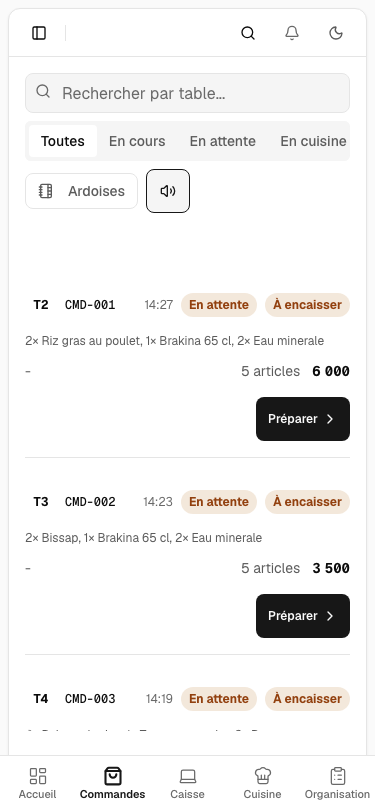 Rechercher par table...
Toutes En cours En attente En cuisine
Ardoises
T2 CMD-001 14:27 En attente À encaisser
2× Riz gras au poulet, 1× Brakina 65 cl, 2× Eau minerale
- 5 articles 6 000
Préparer
T3 CMD-002 14:23 En attente À encaisser
2× Bissap, 1× Brakina 65 cl, 2× Eau minerale
- 5 articles 3 500
Préparer
T4 CMD-003 14:19 En attente À encaisser
Accueil Commandes Caisse Cuisine Organisation